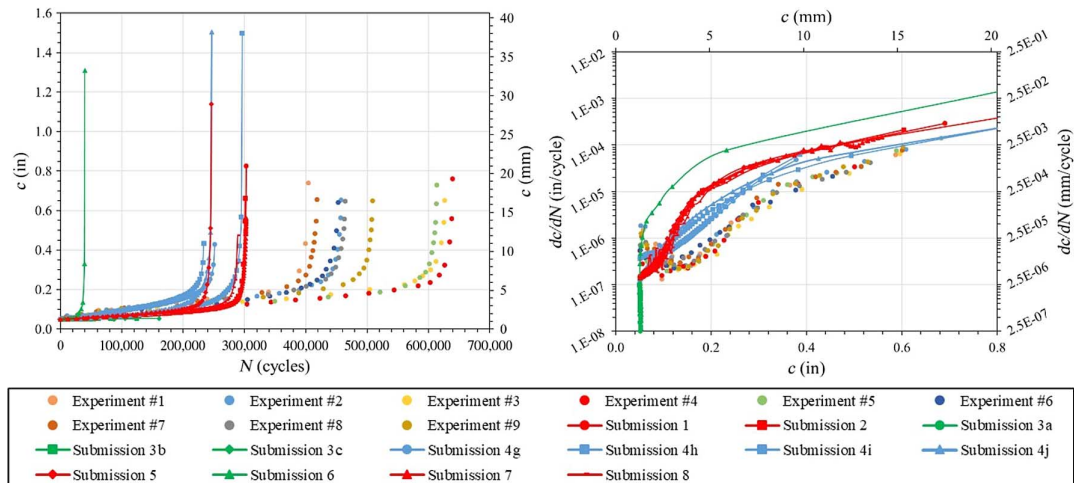 c (mm)
1.6
1.4
1.2
1.0
0.8
0.6
0.4
0.2
0.0
c (in)
40
35
30
25
20
15
10
5
0
c (mm)
0
100,000
200,000
300,000
400,000
500,000
600,000
700,000
N (cycles)
0
5
10
15
20
1.E-02
1.E-03
1.E-04
1.E-05
1.E-06
1.E-07
1.E-08
dc/dN (in/cycle)
2.5E-01
2.5E-02
2.5E-03
2.5E-04
2.5E-05
2.5E-06
2.5E-07
dc/dN (mm/cycle)
0.0
0.2
0.4
0.6
0.8
c (in)
Experiment #1 Experiment #2 Experiment #3 Experiment #4 Experiment #5 Experiment #6
Experiment #7 Experiment #8 Experiment #9 Submission 1 Submission 2 Submission 3a
Submission 3b Submission 3c Submission 4g Submission 4h Submission 4i Submission 4j
Submission 5 Submission 6 Submission 7 Submission 8